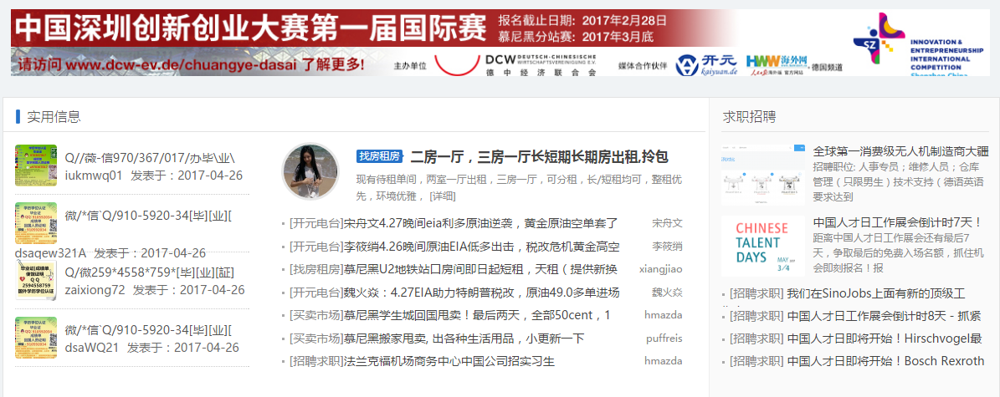 中国深圳创新创业大赛第一届国际赛
报名截止日期：2017年2月28日
慕尼黑分站赛：2017年3月底
请访问 www.dcw-ev.de/chuangye-dasai 了解更多!
主办单位
DCW DEUTSCH-CHINESISCHE
WIRTSCHAFTSVEREINIGUNG E.V.
德中经济联合会
媒体合作伙伴
开元
kaiyuan.de
HWW 海外网
人民日报海外版 官方网站
德国频道
SZ
INNOVATION &
ENTREPRENEURSHIP
INTERNATIONAL
COMPETITION
Shenzhen China
实用信息
Q//薇-信970/367/017/办毕\业\
iukmwq01 发表于：2017-04-26
微/*信`Q/910-5920-34[毕][业][
dsaqew321A 发表于：2017-04-26
Q/微259*4558*759*[毕][业][証]
zaixiong72 发表于：2017-04-26
微/*信`Q/910-5920-34[毕][业][
dsaWQ21 发表于：2017-04-26
找房租房
二房一厅，三房一厅长短期长期房出租,拎包
现有待租单间，两室一厅出租，三房一厅，可分租，长/短租均可，整租优
先，环境优雅， [详细]
[开元电台]宋舟文4.27晚间eia利多原油逆袭，黄金原油空单套了 宋舟文
[开元电台]李筱绡4.26晚间原油EIA低多出击，税改危机黄金高空 李筱绡
[找房租房]慕尼黑U2地铁站口房间即日起短租，天租（提供新换 xiangjiao
[开元电台]魏火焱：4.27EIA助力特朗普税改，原油49.0多单进场 魏火焱
[买卖市场]慕尼黑学生城回国甩卖！最后两天，全部50cent，1 hmazda
[买卖市场]慕尼黑搬家甩卖, 出各种生活用品，小更新一下 puffreis
[招聘求职]法兰克福机场商务中心中国公司招实习生 hmazda
求职招聘
全球第一消费级无人机制造商大疆
招聘职位: 人事专员；维修人员；仓库
管理（只限男生）技术支持（德语英语
要求达到
CHINESE
TALENT
DAYS
MAY
3/4
中国人才日工作展会倒计时7天！
距离中国人才日工作展会还有最后7
天，争取最后的免费入场名额，抓住机
会即刻报名！报
[招聘求职] 我们在SinoJobs上面有新的顶级工
[招聘求职] 中国人才日工作展会倒计时8天 - 抓紧
[招聘求职] 中国人才日即将开始！Hirschvogel最
[招聘求职] 中国人才日即将开始！Bosch Rexroth